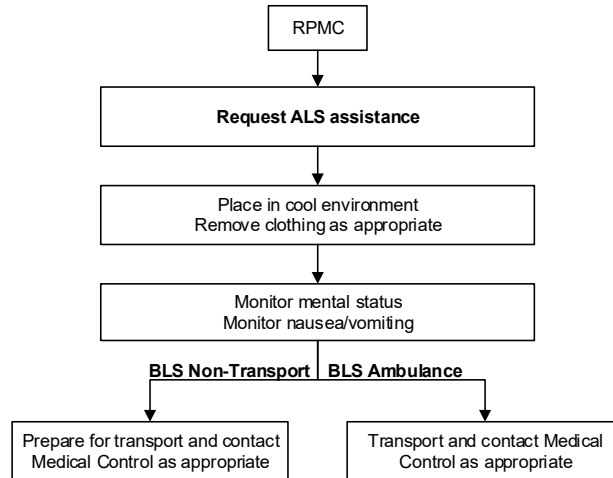 RPMC
Request ALS assistance
Place in cool environment
Remove clothing as appropriate
Monitor mental status
Monitor nausea/vomiting
BLS Non-Transport
BLS Ambulance
Prepare for transport and contact
Medical Control as appropriate
Transport and contact Medical
Control as appropriate